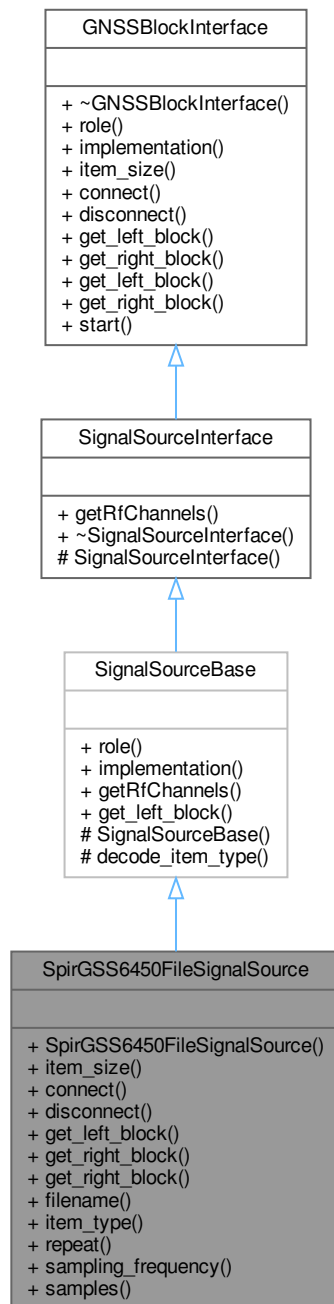 GNSSBlockInterface
+ ~GNSSBlockInterface()
+ role()
+ implementation()
+ item_size()
+ connect()
+ disconnect()
+ get_left_block()
+ get_right_block()
+ get_left_block()
+ get_right_block()
+ start()
SignalSourceInterface
+ getRfChannels()
+ ~SignalSourceInterface()
# SignalSourceInterface()
SignalSourceBase
+ role()
+ implementation()
+ getRfChannels()
+ get_left_block()
# SignalSourceBase()
# decode_item_type()
SpirGSS6450FileSignalSource
+ SpirGSS6450FileSignalSource()
+ item_size()
+ connect()
+ disconnect()
+ get_left_block()
+ get_right_block()
+ get_right_block()
+ filename()
+ item_type()
+ repeat()
+ sampling_frequency()
+ samples()